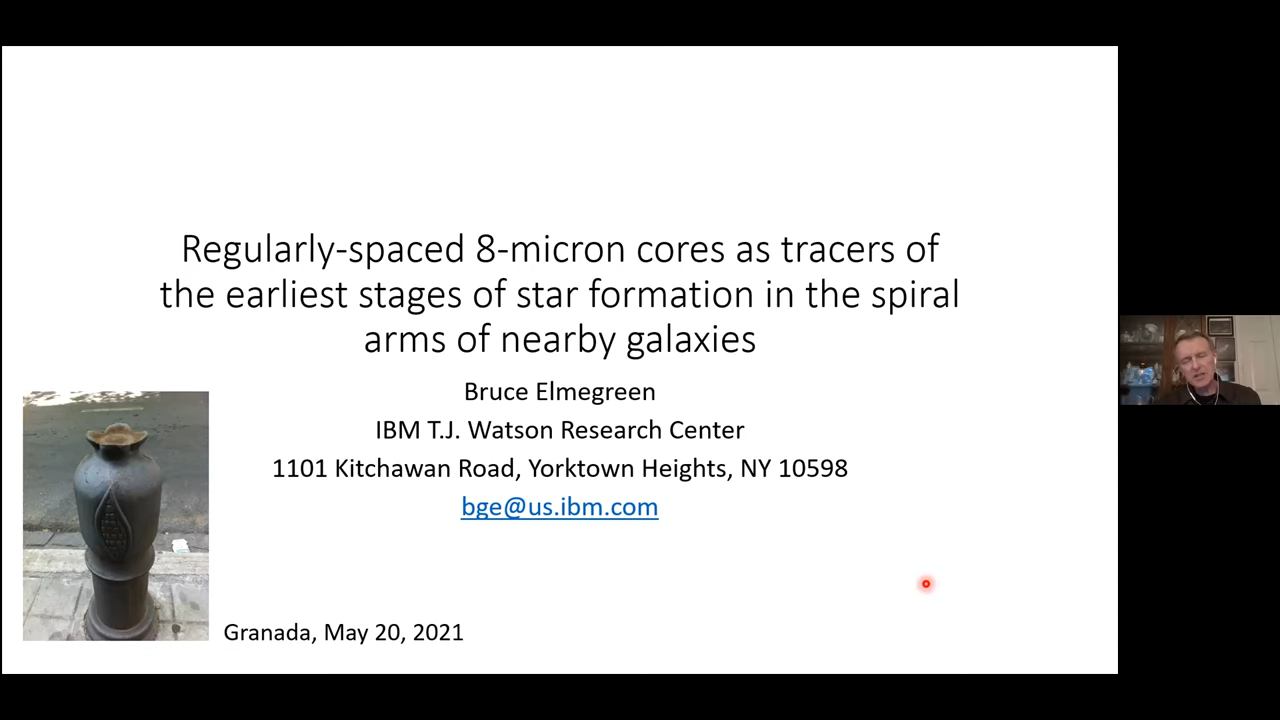 Regularly-spaced 8-micron cores as tracers of
the earliest stages of star formation in the spiral
arms of nearby galaxies
Bruce Elmegreen
IBM T.J. Watson Research Center
1101 Kitchawan Road, Yorktown Heights, NY 10598
bge@us.ibm.com
Granada, May 20, 2021